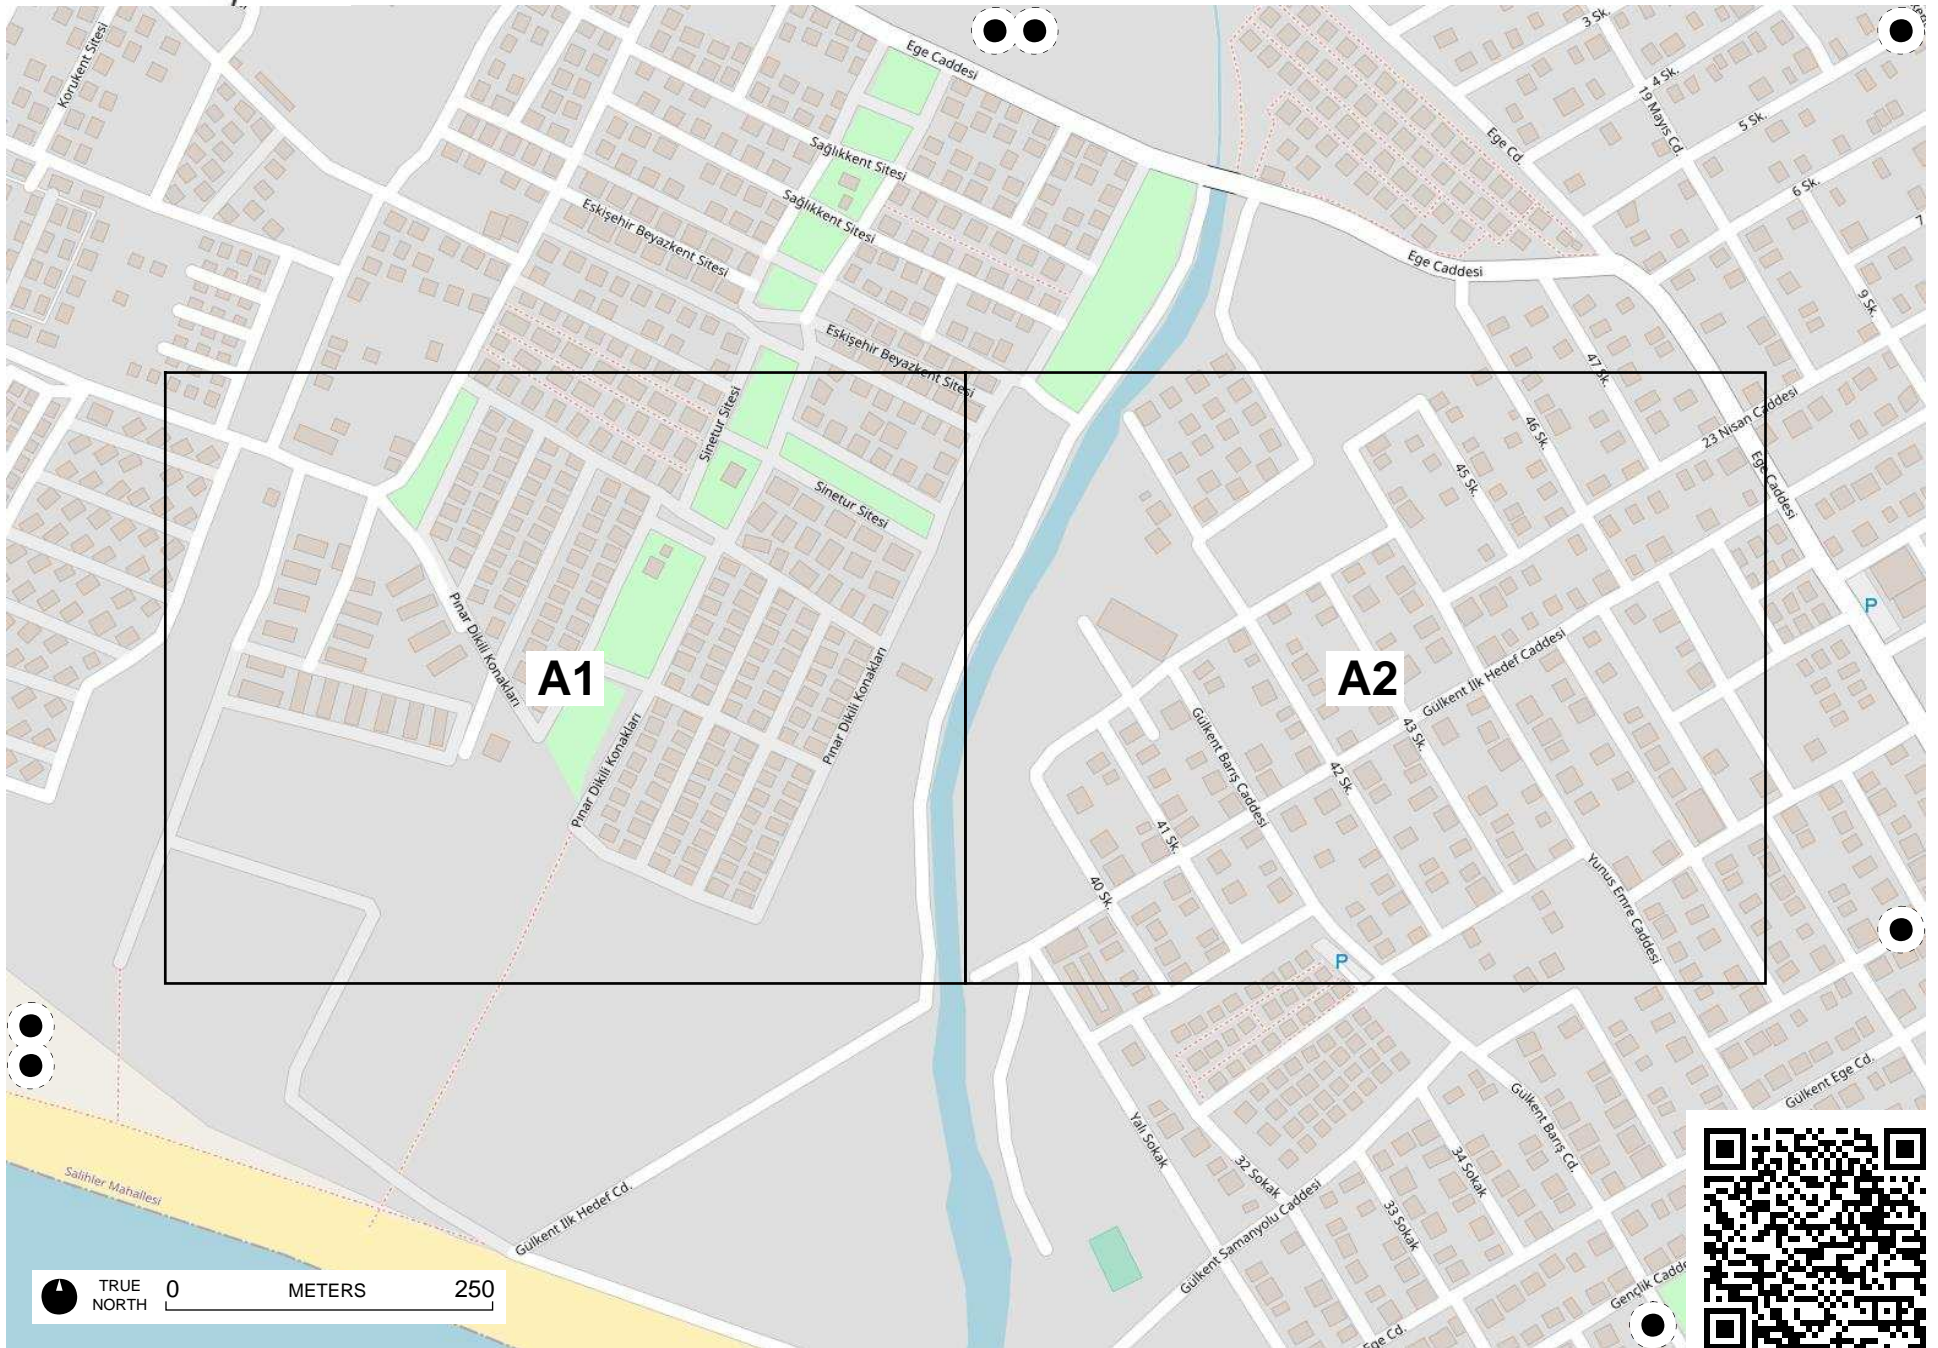 Korukent Sitesi
Ege Caddesi
3 Sk.
4 Sk.
19 Mayıs Cd.
5 Sk.
Ege Cd.
6 Sk.
7
Sağlıkkent Sitesi
Sağlıkkent Sitesi
Eskişehir Beyazkent Sitesi
Ege Caddesi
9 Sk.
Eskişehir Beyazkent Sitesi
47 Sk.
Sinetur Sitesi
46 Sk.
23 Nisan Caddesi
45 Sk.
Ege Caddesi
Sinetur Sitesi
P
Pınar Dikili Konakları
A1
A2
Gülkent İlk Hedef Caddesi
Pınar Dikili Konakları
Pınar Dikili Konakları
Gülkent Barış Caddesi
43 Sk.
42 Sk.
41 Sk.
40 Sk.
Yunus Emre Caddesi
P
Gülkent Ege Cd.
Gülkent Barış Cd.
Yalı Sokak
32 Sokak
34 Sokak
33 Sokak
Salihler Mahallesi
Gülkent İlk Hedef Cd.
Gülkent Samanyolu Caddesi
Gençlik Cadde
Ege Cd.
TRUE NORTH
0 METERS 250